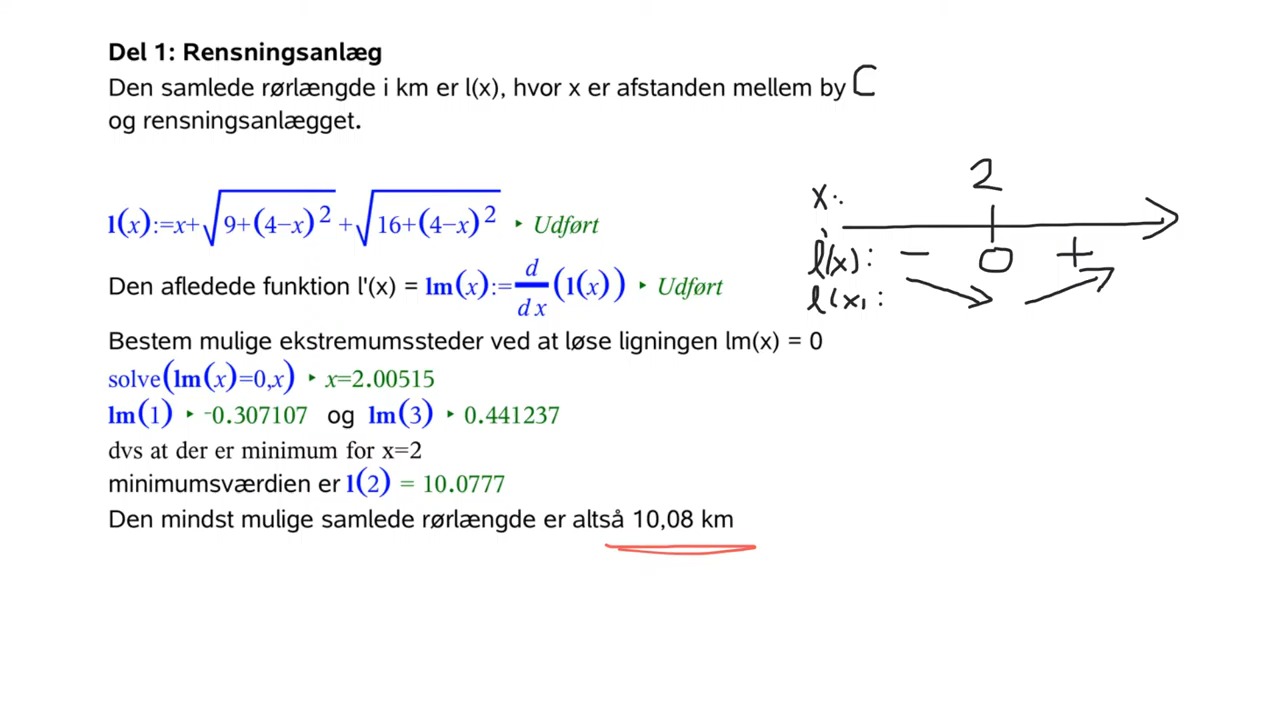 Del 1: Rensningsanlæg
Den samlede rørlængde i km er l(x), hvor x er afstanden mellem by C
og rensningsanlægget.
l(x):=x+√(9+(4−x)²)+√(16+(4−x)²) ▸ Udført
Den afledede funktion l'(x) = lm(x):=d/dx(l(x)) ▸ Udført
Bestem mulige ekstremumssteder ved at løse ligningen lm(x) = 0
solve(lm(x)=0,x) ▸ x=2.00515
lm(1) ▸ -0.307107 og lm(3) ▸ 0.441237
dvs at der er minimum for x=2
minimumsværdien er l(2) = 10.0777
Den mindst mulige samlede rørlængde er altså 10,08 km
x: 2
l'(x): − 0 +
l(x):